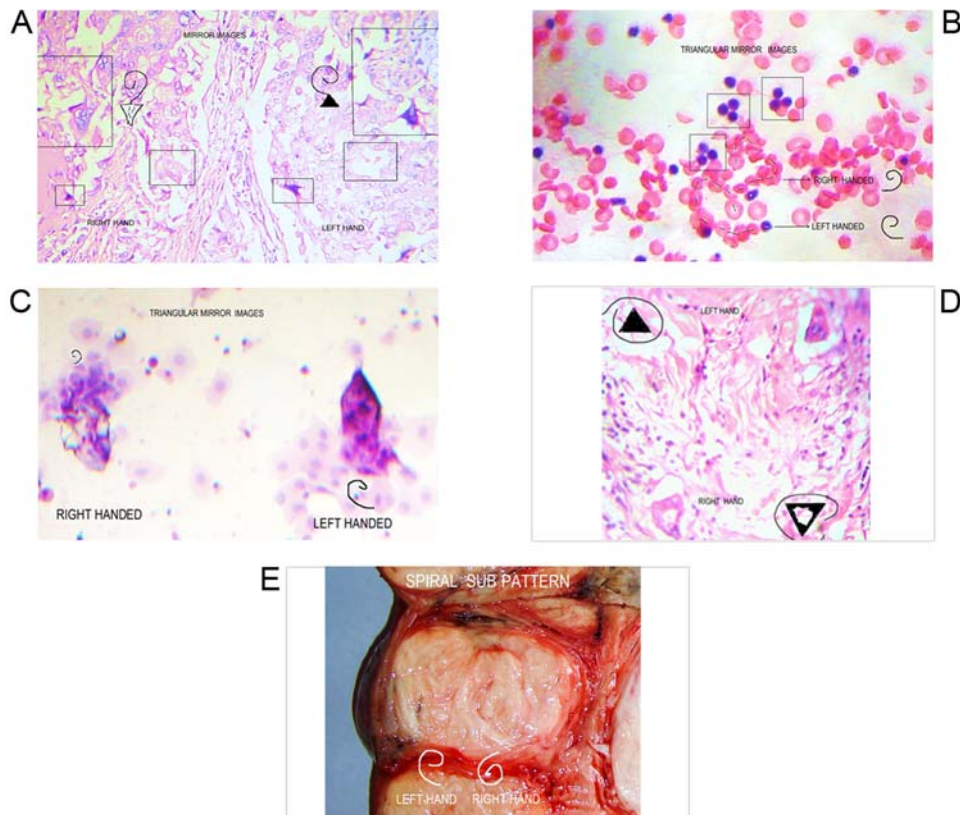 A
MIRROR IMAGES
RIGHT HAND
LEFT HAND
B
TRIANGULAR MIRROR IMAGES
RIGHT HANDED
LEFT HANDED
C
TRIANGULAR MIRROR IMAGES
RIGHT HANDED
LEFT HANDED
D
LEFT HAND
RIGHT HAND
E
SPIRAL SUB PATTERN
LEFT HAND
RIGHT HAND